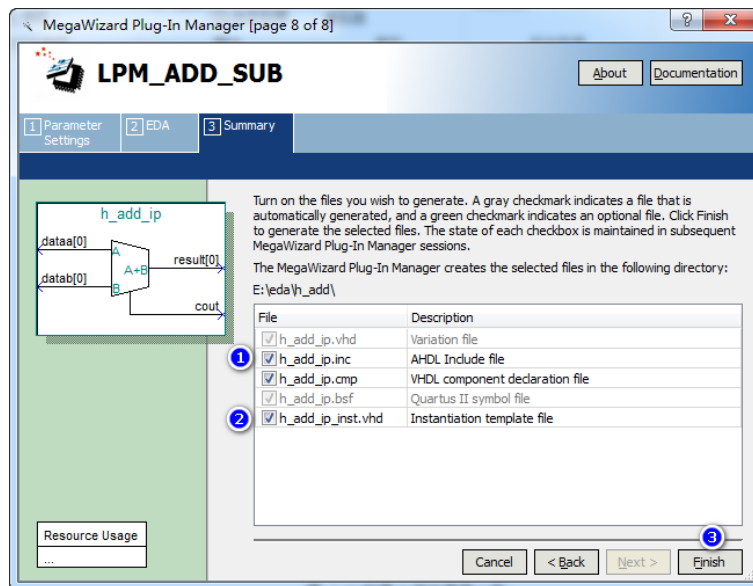 MegaWizard Plug-In Manager [page 8 of 8]
?
LPM_ADD_SUB
About
Documentation
1 Parameter Settings
2 EDA
3 Summary
h_add_ip
dataa[0]
A
A+B
result[0]
datab[0]
B
cout
Turn on the files you wish to generate. A gray checkmark indicates a file that is
automatically generated, and a green checkmark indicates an optional file. Click Finish
to generate the selected files. The state of each checkbox is maintained in subsequent
MegaWizard Plug-In Manager sessions.
The MegaWizard Plug-In Manager creates the selected files in the following directory:
E:\eda\h_add\
File Description
h_add_ip.vhd Variation file
1 h_add_ip.inc AHDL Include file
h_add_ip.cmp VHDL component declaration file
h_add_ip.bsf Quartus II symbol file
2 h_add_ip_inst.vhd Instantiation template file
Resource Usage
...
3
Cancel < Back Next > Finish